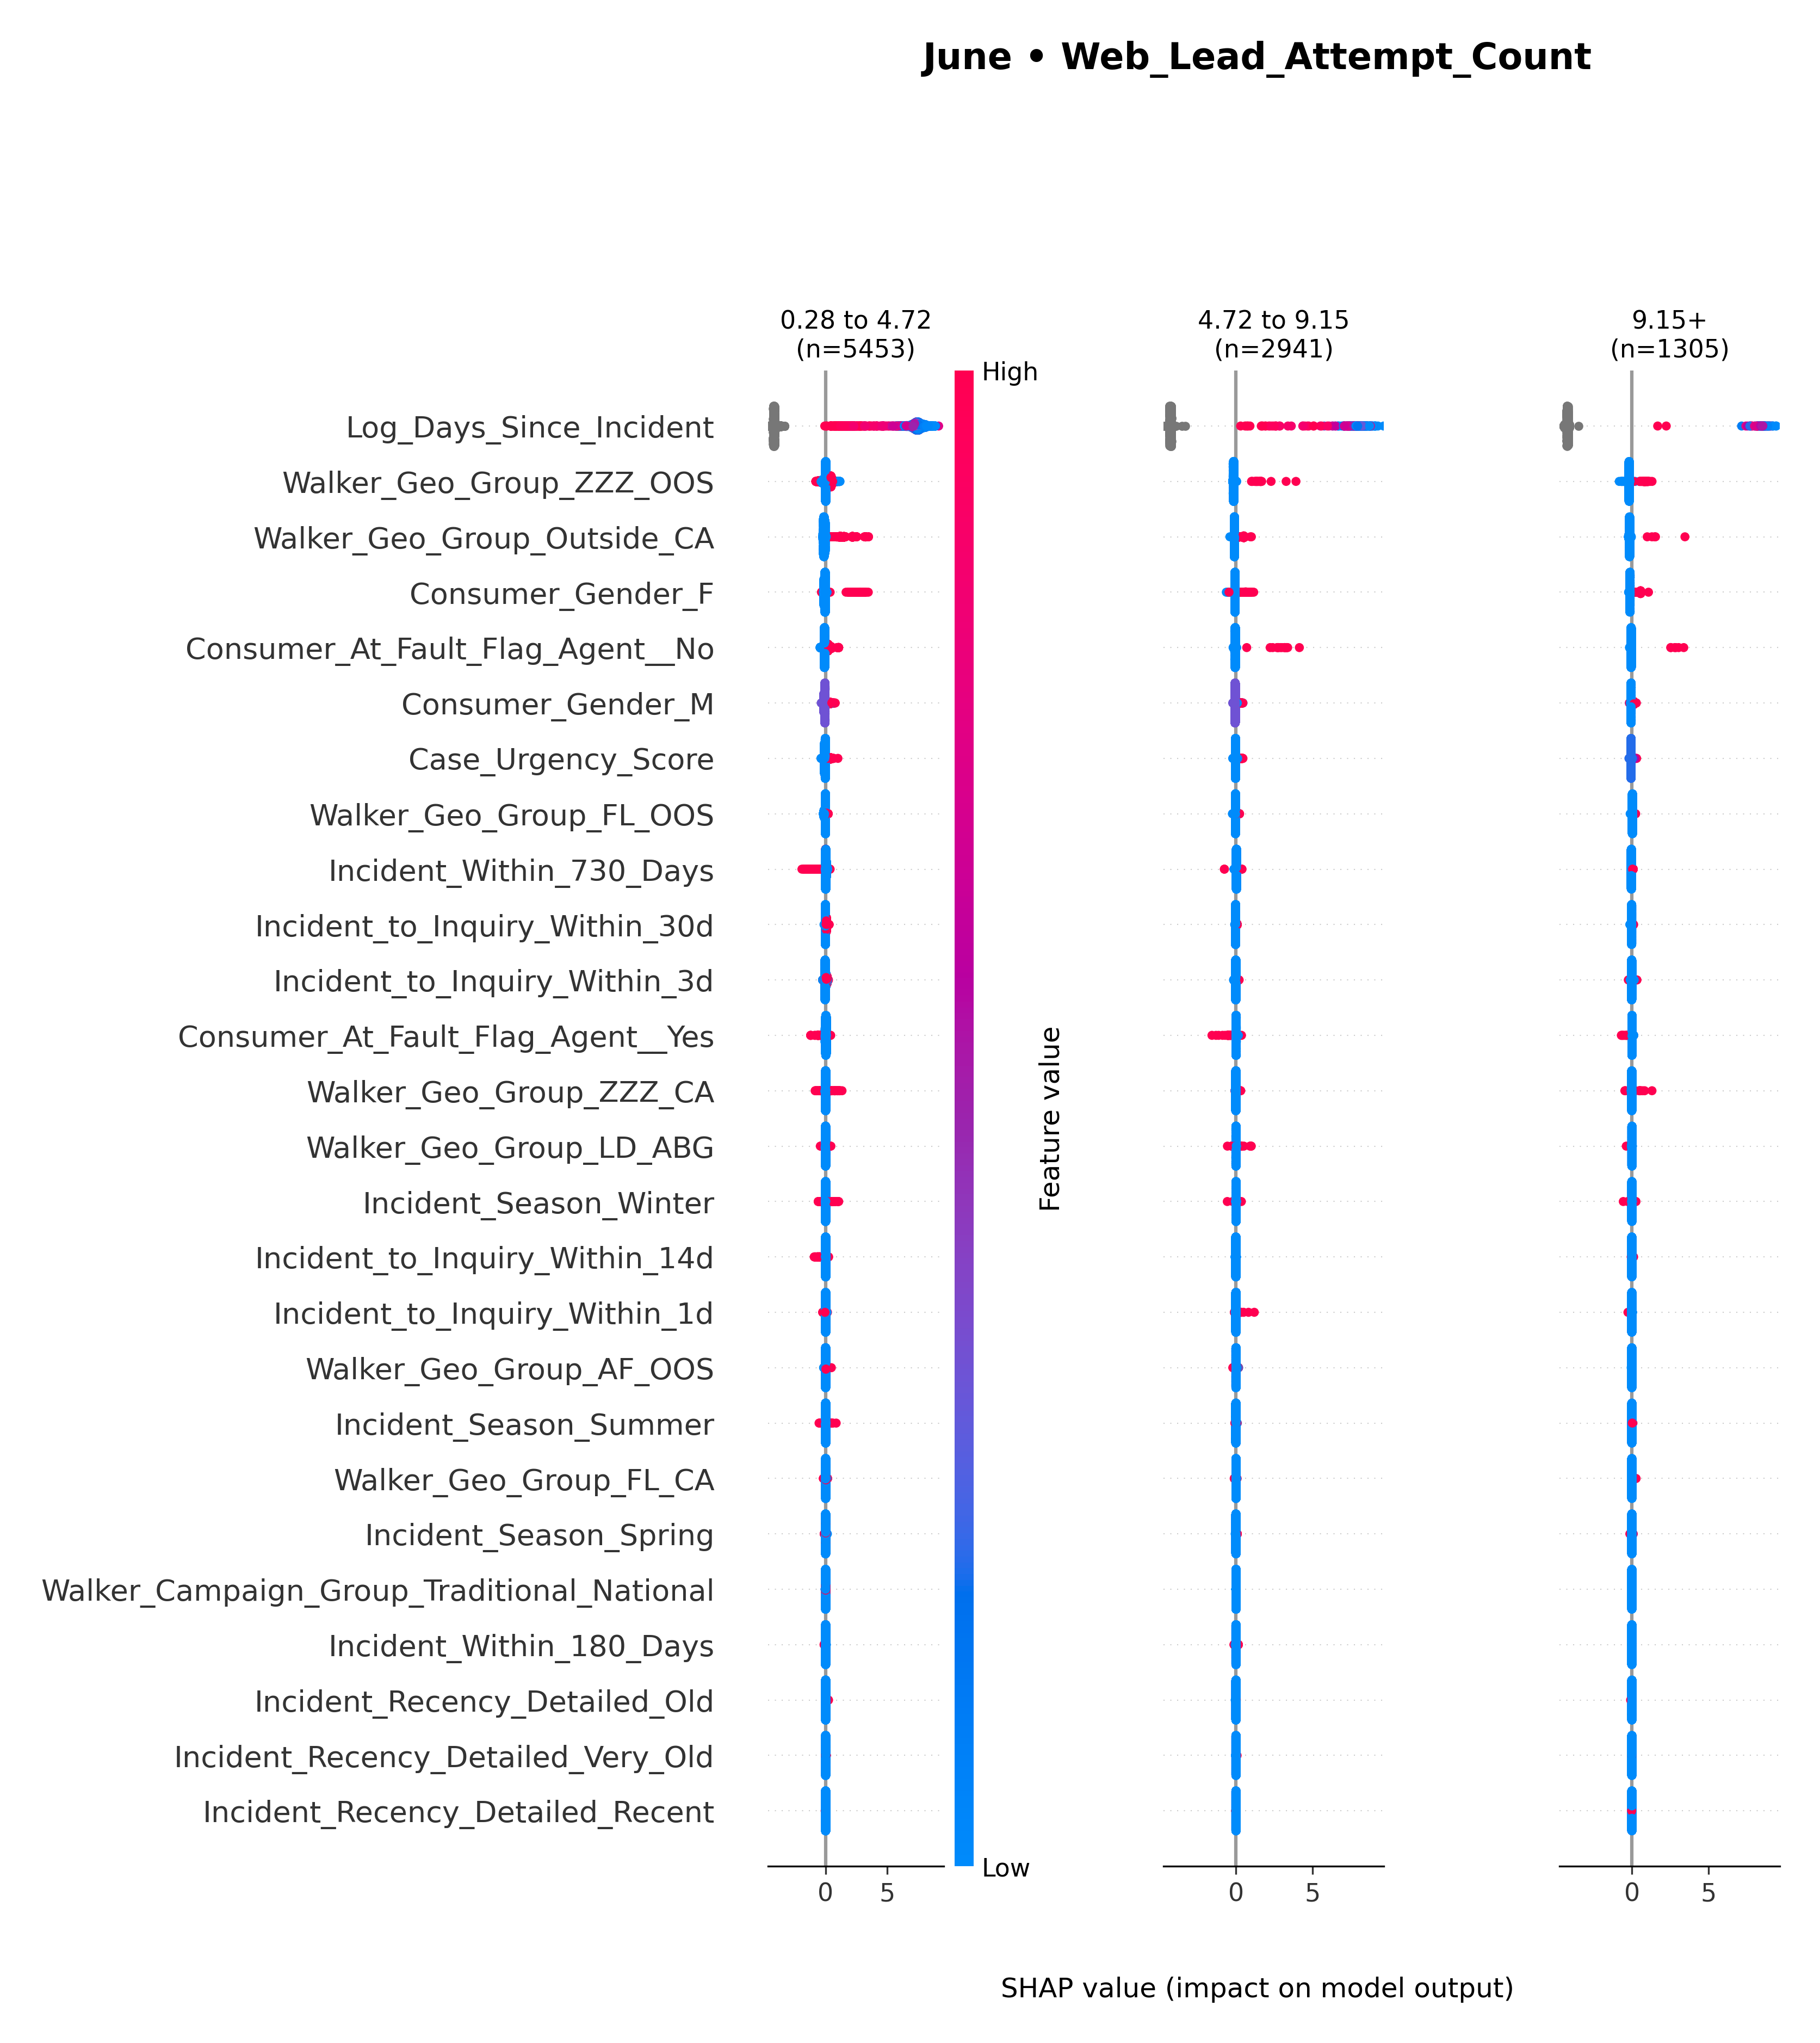 June • Web_Lead_Attempt_Count
0.28 to 4.72
(n=5453)
4.72 to 9.15
(n=2941)
9.15+
(n=1305)
High
Log_Days_Since_Incident
Walker_Geo_Group_ZZZ_OOS
Walker_Geo_Group_Outside_CA
Consumer_Gender_F
Consumer_At_Fault_Flag_Agent__No
Consumer_Gender_M
Case_Urgency_Score
Walker_Geo_Group_FL_OOS
Incident_Within_730_Days
Incident_to_Inquiry_Within_30d
Incident_to_Inquiry_Within_3d
Consumer_At_Fault_Flag_Agent__Yes
Walker_Geo_Group_ZZZ_CA
Walker_Geo_Group_LD_ABG
Incident_Season_Winter
Incident_to_Inquiry_Within_14d
Incident_to_Inquiry_Within_1d
Walker_Geo_Group_AF_OOS
Incident_Season_Summer
Walker_Geo_Group_FL_CA
Incident_Season_Spring
Walker_Campaign_Group_Traditional_National
Incident_Within_180_Days
Incident_Recency_Detailed_Old
Incident_Recency_Detailed_Very_Old
Incident_Recency_Detailed_Recent
Feature value
Low
0 5
0 5
0 5
SHAP value (impact on model output)